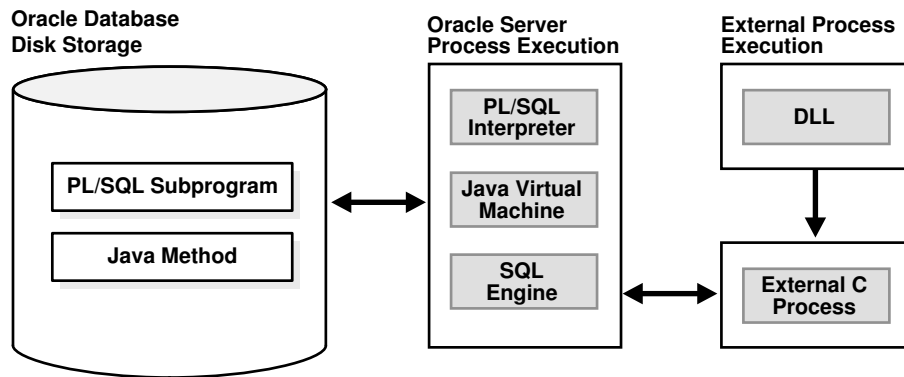 Oracle Database
Disk Storage
PL/SQL Subprogram
Java Method
Oracle Server
Process Execution
PL/SQL
Interpreter
Java Virtual
Machine
SQL
Engine
External Process
Execution
DLL
External C
Process